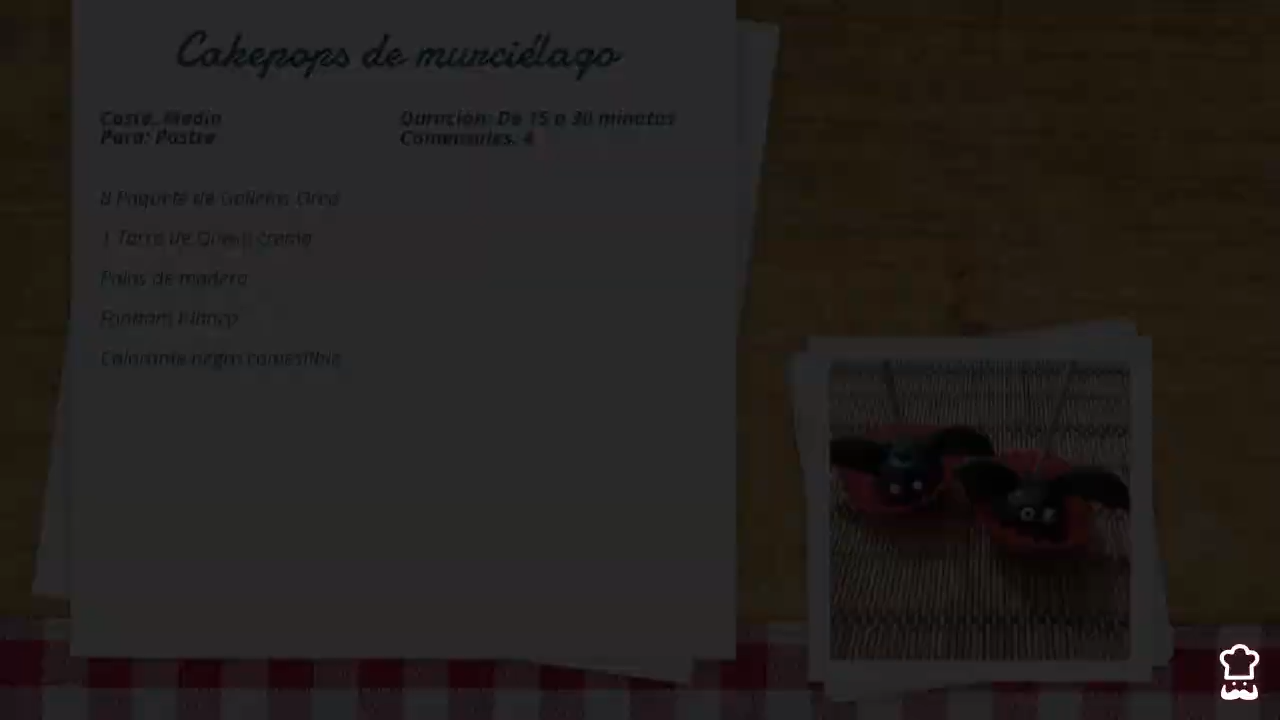 Cakepops de murciélago
Coste: Medio
Para: Postre
Duración: De 15 a 30 minutos
Comensales: 4
8 Paquete de Galletas Oreo
1 Tarro de Queso crema
Palos de madera
Fondant blanco
Colorante negro comestible